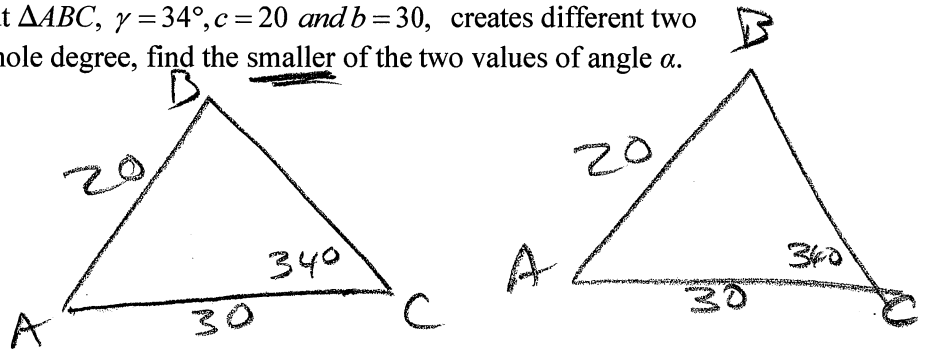 ΔABC, γ = 34°, c = 20 and b = 30, creates different two
degree, find the smaller of the two values of angle α.
B B
20 20
34° 34°
A 30 C A 30 C